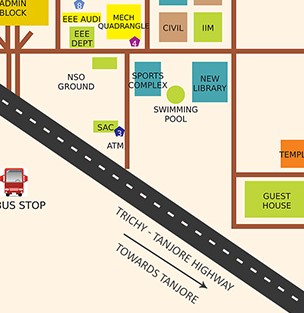 ADMIN
BLOCK
8
EEE AUDI
MECH
QUADRANGLE
EEE
DEPT
4
CIVIL
IIM
NSO
GROUND
SPORTS
COMPLEX
NEW
LIBRARY
SWIMMING
POOL
SAC
3
ATM
TEMPL
BUS STOP
GUEST
HOUSE
TRICHY - TANJORE HIGHWAY
TOWARDS TANJORE